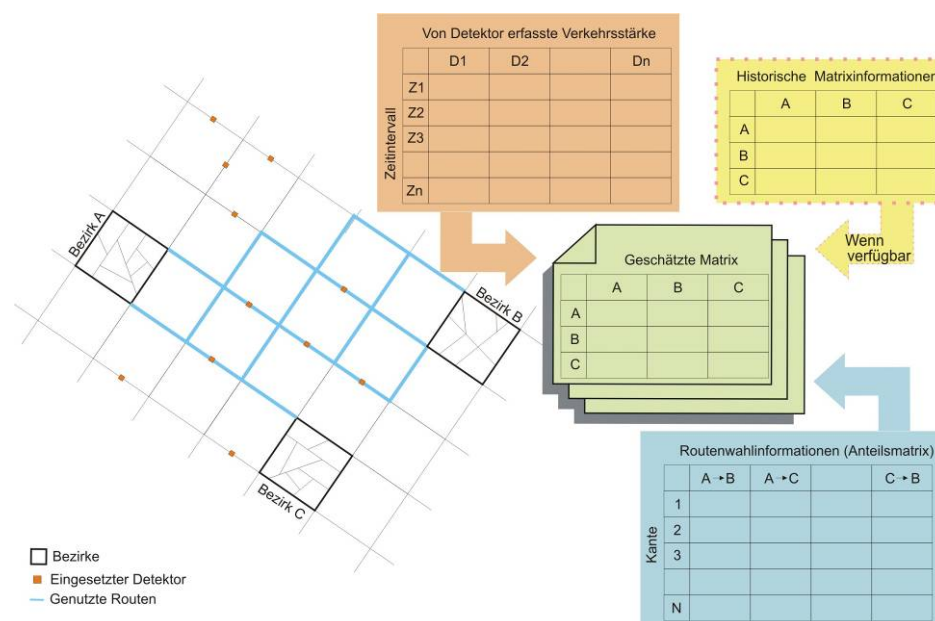 Von Detektor erfasste Verkehrsstärke
D1 D2 Dn
Z1
Z2
Z3
Zn
Zeitintervall
Historische Matrixinformationen
A B C
A
B
C
Wenn
verfügbar
Geschätzte Matrix
A B C
A
B
C
Routenwahlinformationen (Anteilsmatrix)
A→B A→C C→B
1
2
3
N
Kante
Bezirk A
Bezirk B
Bezirk C
Bezirke
Eingesetzter Detektor
Genutzte Routen